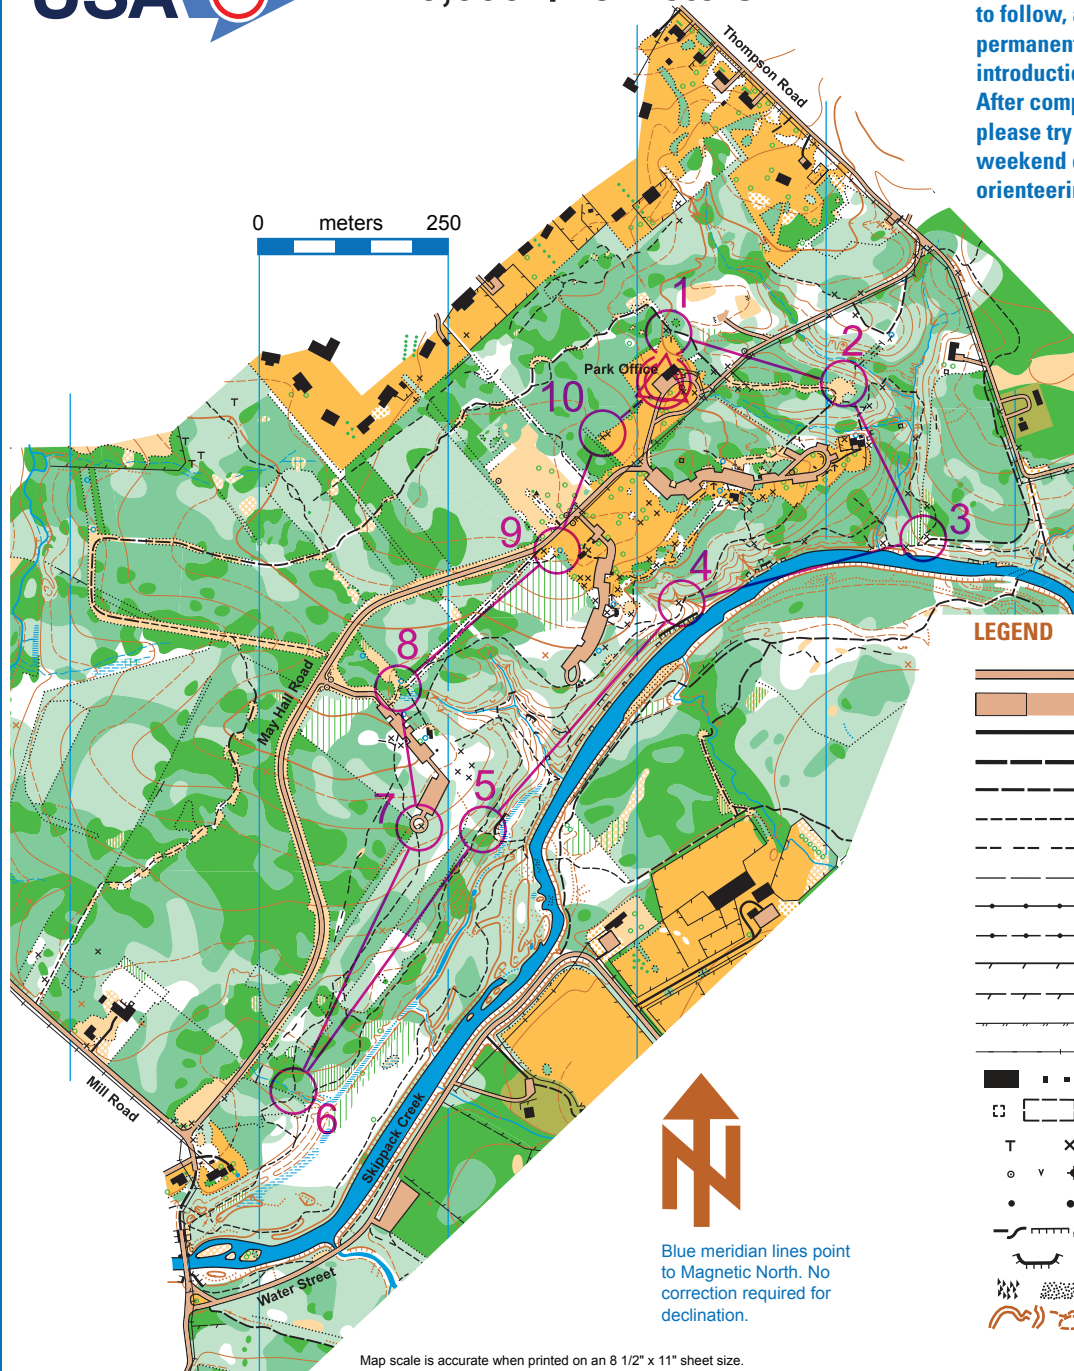 USA
to follow,
permanent
introductio
After comp
please try
weekend
orienteerin
Thompson Road
0 meters 250
1
2
Park Office
10
3
9
4
LEGEND
8
May Hall Road
5
7
Mill Road
6
Skippack Creek
Water Street
N
Blue meridian lines point
to Magnetic North. No
correction required for
declination.
Map scale is accurate when printed on an 8 1/2" x 11" sheet size.